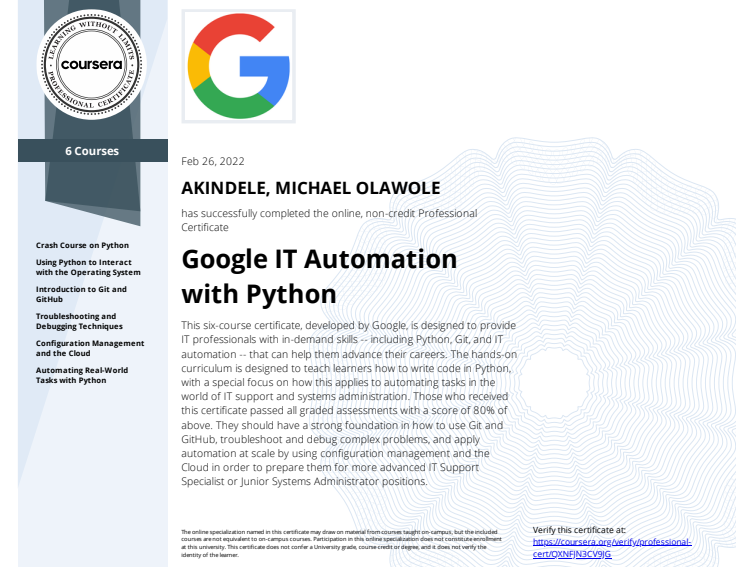 LEARNING WITHOUT LIMITS
coursera
PROFESSIONAL CERTIFICATE
6 Courses
Crash Course on Python
Using Python to Interact
with the Operating System
Introduction to Git and
GitHub
Troubleshooting and
Debugging Techniques
Configuration Management
and the Cloud
Automating Real-World
Tasks with Python
Feb 26, 2022
AKINDELE, MICHAEL OLAWOLE
has successfully completed the online, non-credit Professional
Certificate
Google IT Automation
with Python
This six-course certificate, developed by Google, is designed to provide
IT professionals with in-demand skills -- including Python, Git, and IT
automation -- that can help them advance their careers. The hands-on
curriculum is designed to teach learners how to write code in Python,
with a special focus on how this applies to automating tasks in the
world of IT support and systems administration. Those who received
this certificate passed all graded assessments with a score of 80% of
above. They should have a strong foundation in how to use Git and
GitHub, troubleshoot and debug complex problems, and apply
automation at scale by using configuration management and the
Cloud in order to prepare them for more advanced IT Support
Specialist or Junior Systems Administrator positions.
The online specialization named in this certificate may draw on material from courses taught on-campus, but the included
courses are not equivalent to on-campus courses. Participation in this online specialization does not constitute enrollment
at this university. This certificate does not confer a University grade, course credit or degree, and it does not verify the
identity of the learner.
Verify this certificate at:
https://coursera.org/verify/professional-
cert/QXNFJN3CV9JG